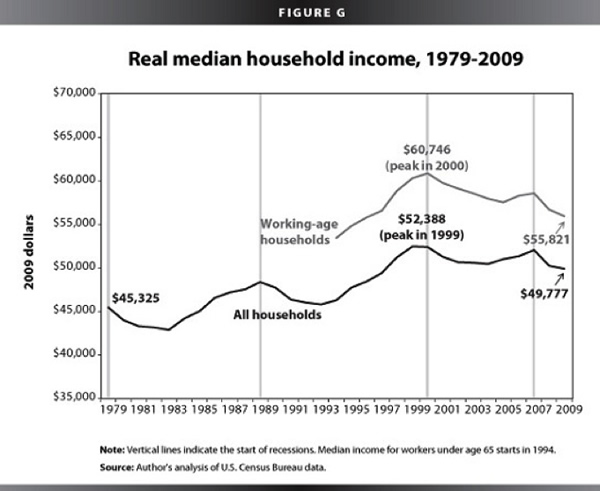 FIGURE G
Real median household income, 1979-2009
$70,000
$65,000
$60,000
$55,000
$50,000
$45,000
$40,000
$35,000
2009 dollars
$60,746
(peak in 2000)
Working-age
households
$52,388
(peak in 1999)
$55,821
$45,325
All households
$49,777
1979 1981 1983 1985 1987 1989 1991 1993 1995 1997 1999 2001 2003 2005 2007 2009
Note: Vertical lines indicate the start of recessions. Median income for workers under age 65 starts in 1994.
Source: Author's analysis of U.S. Census Bureau data.